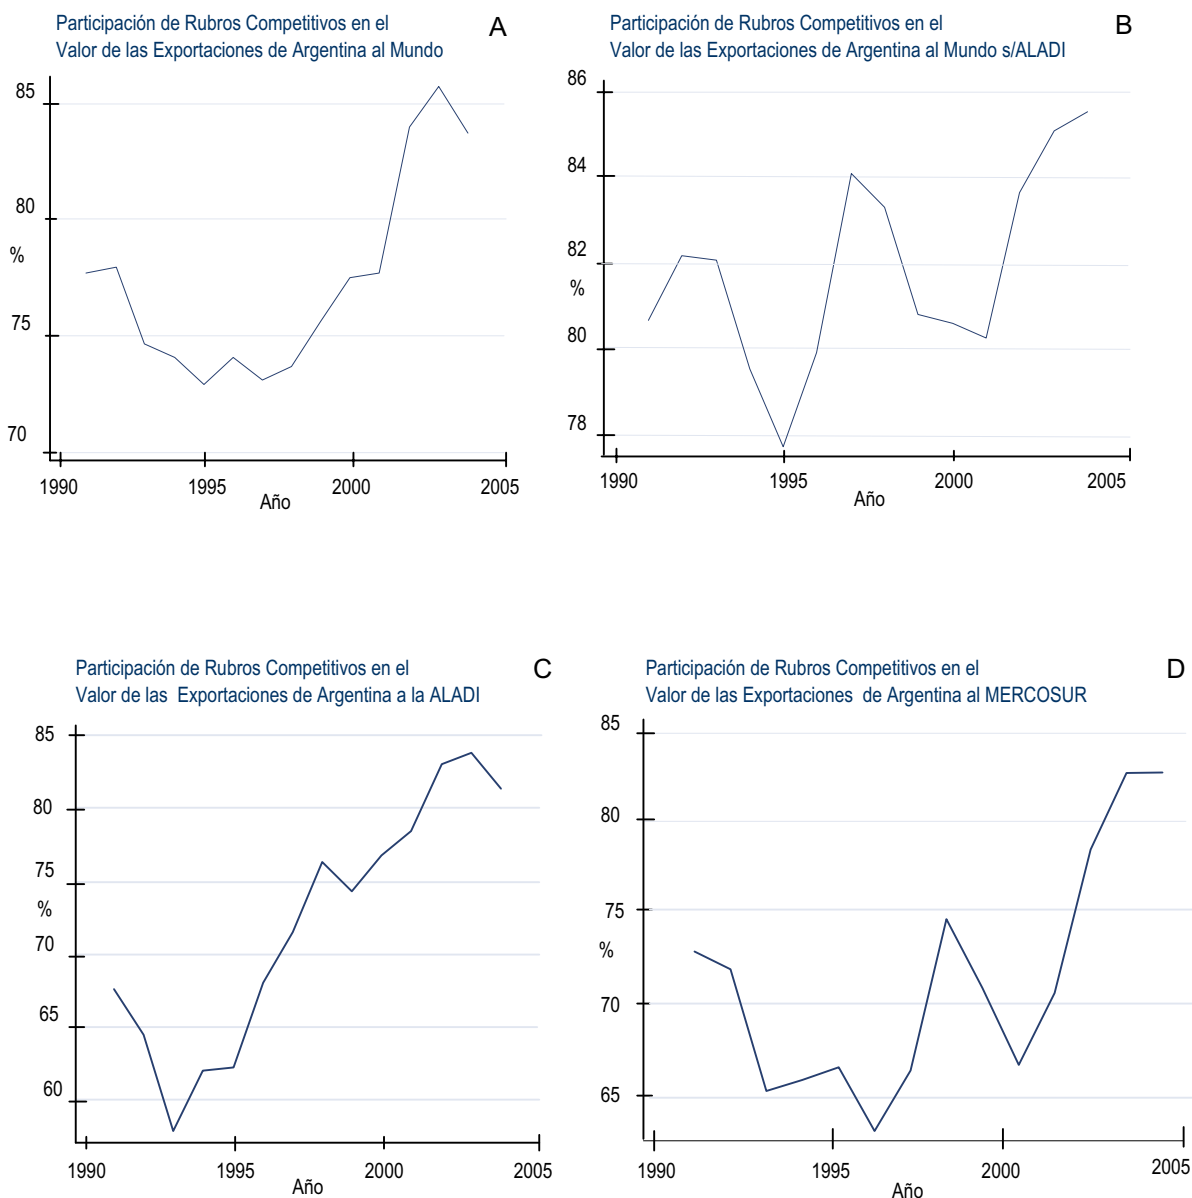 Participación de Rubros Competitivos en el
Valor de las Exportaciones de Argentina al Mundo
A
85
80
%
75
70
1990 1995 2000 2005
Año
Participación de Rubros Competitivos en el
Valor de las Exportaciones de Argentina al Mundo s/ALADI
B
86
84
82
%
80
78
1990 1995 2000 2005
Año
Participación de Rubros Competitivos en el
Valor de las Exportaciones de Argentina a la ALADI
C
85
80
75
%
70
65
60
1990 1995 2000 2005
Año
Participación de Rubros Competitivos en el
Valor de las Exportaciones de Argentina al MERCOSUR
D
85
80
75
%
70
65
1990 1995 2000 2005
Año